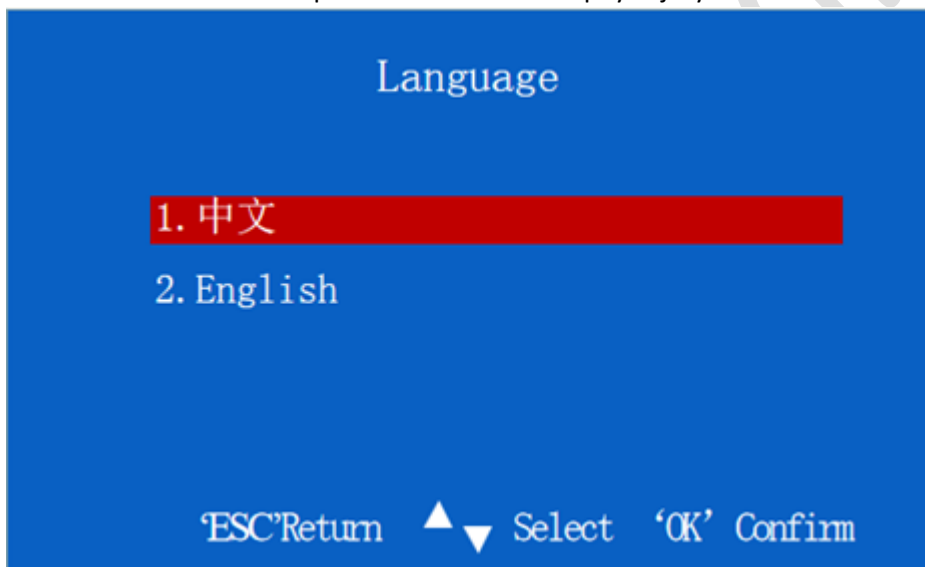 Language
1. 中文
2. English
‘ESC’Return ▲▼ Select ‘OK’ Confirm